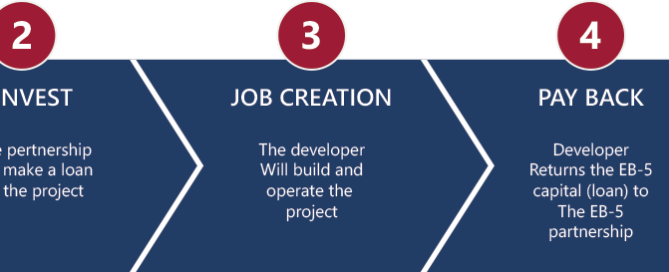 2
NVEST
e pertnership
make a loan
the project
3
JOB CREATION
The developer
Will build and
operate the
project
4
PAY BACK
Developer
Returns the EB-5
capital (loan) to
The EB-5
partnership